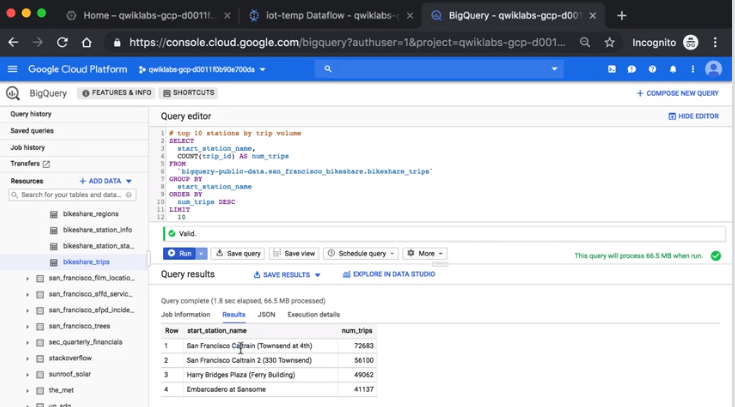 Home – qwiklabs-gcp-d0011f
iot-temp Dataflow - qwiklabs-g
BigQuery - qwiklabs-gcp-d001
https://console.cloud.google.com/bigquery?authuser=1&project=qwiklabs-gcp-d001...
Incognito
Google Cloud Platform
qwiklabs-gcp-d0011f0b90e700da
BigQuery
FEATURES & INFO
SHORTCUTS
+ COMPOSE NEW QUERY
Query history
Saved queries
Job history
Transfers
Resources
+ ADD DATA
Search for your tables and data...
bikeshare_regions
bikeshare_station_info
bikeshare_station_sta...
bikeshare_trips
san_francisco_film_locatio...
san_francisco_sffd_servic...
san_francisco_sfpd_incide...
san_francisco_trees
sec_quarterly_financials
stackoverflow
sunroof_solar
the_met
Query editor
HIDE EDITOR
1 # top 10 stations by trip volume
2 SELECT
3 start_station_name,
4 COUNT(trip_id) AS num_trips
5 FROM
6 `bigquery-public-data.san_francisco_bikeshare.bikeshare_trips`
7 GROUP BY
8 start_station_name
9 ORDER BY
10 num_trips DESC
11 LIMIT
12 10
Valid.
Run
Save query
Save view
Schedule query
More
This query will process 66.5 MB when run.
Query results
SAVE RESULTS
EXPLORE IN DATA STUDIO
Query complete (1.8 sec elapsed, 66.5 MB processed)
Job information Results JSON Execution details
Row start_station_name num_trips
1 San Francisco Caltrain (Townsend at 4th) 72683
2 San Francisco Caltrain 2 (330 Townsend) 56100
3 Harry Bridges Plaza (Ferry Building) 49062
4 Embarcadero at Sansome 41137